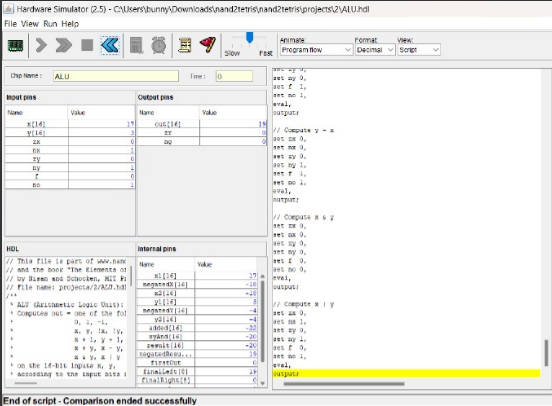 Hardware Simulator (2.5) - C:\Users\bunny\Downloads\nand2tetris\nand2tetris\projects\2\ALU.hdl
File View Run Help
Animate: Format: View:
Slow Fast Program flow Decimal Script
Chip Name : ALU Time : 0
Input pins
Name Value
x[16] 17
y[16] 3
zx 0
nx 1
zy 0
ny 1
f 0
no 1
Output pins
Name Value
out[16] 19
zr 0
ng 0
HDL
// This file is part of www.nand
// and the book "The Elements of
// by Nisan and Schocken, MIT Pr
// File name: projects/2/ALU.hdl
/**
* ALU (Arithmetic Logic Unit):
* Computes out = one of the fol
* 0, 1, -1,
* x, y, !x, !y,
* x + 1, y + 1,
* x + y, x - y,
* x & y, x | y
* on the 16-bit inputs x, y,
* according to the input bits
Internal pins
Name Value
x1[16] 17
negatedX[16] -18
x2[16] -18
y1[16] 3
negatedY[16] -4
y2[16] -4
added[16] -22
xyAnd[16] -20
result[16] -20
negatedResu... 19
firstOut 0
finalLeft[8] 19
finalRight[8] 0
set ny 0,
set f 1,
set no 1,
eval,
output;
// Compute y - x
set zx 0,
set nx 0,
set zy 0,
set ny 1,
set f 1,
set no 1,
eval,
output;
// Compute x & y
set zx 0,
set nx 0,
set zy 0,
set ny 0,
set f 0,
set no 0,
eval,
output;
// Compute x | y
set zx 0,
set nx 1,
set zy 0,
set ny 1,
set f 0,
set no 1,
eval,
output;
End of script - Comparison ended successfully